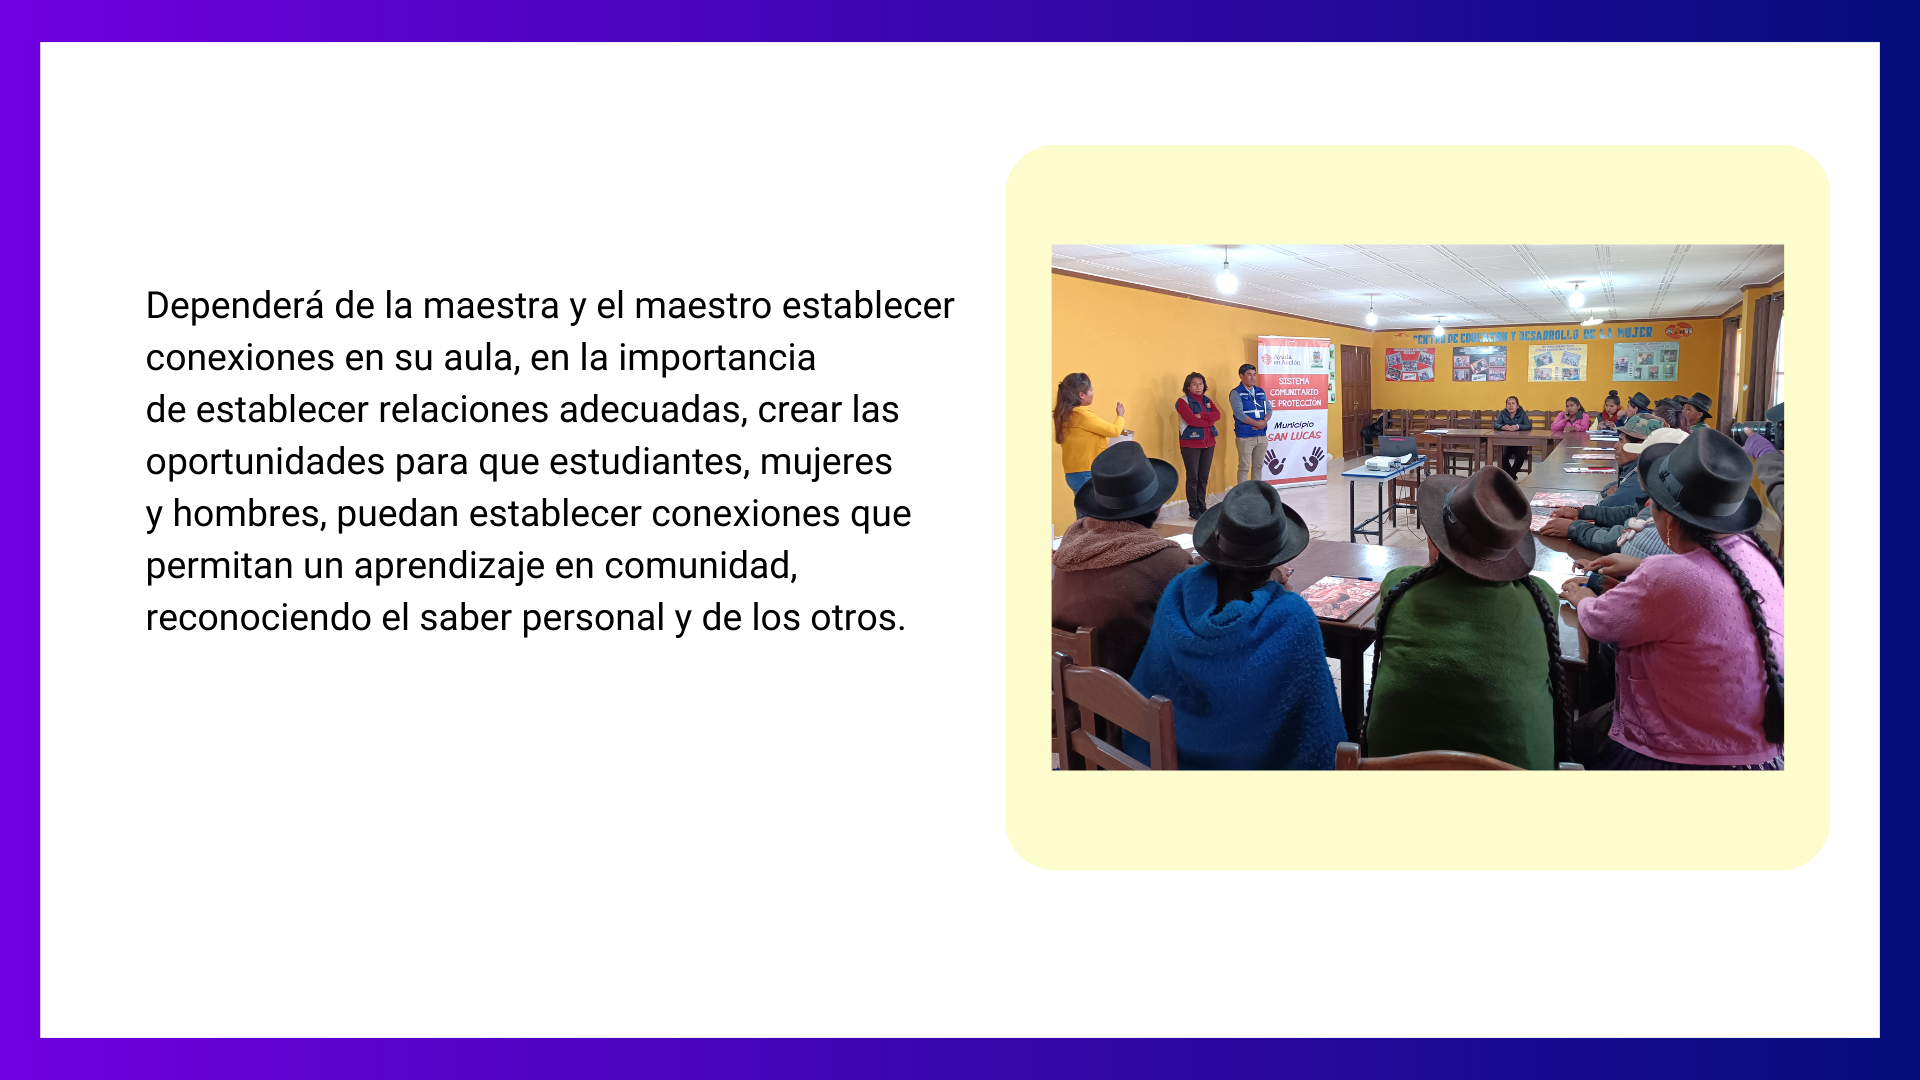 Dependerá de la maestra y el maestro establecer
conexiones en su aula, en la importancia
de establecer relaciones adecuadas, crear las
oportunidades para que estudiantes, mujeres
y hombres, puedan establecer conexiones que
permitan un aprendizaje en comunidad,
reconociendo el saber personal y de los otros.
CENTRO DE EDUCACION Y DESARROLLO DE LA MUJER
Ayuda
en Acción
SISTEMA
COMUNITARIO
DE PROTECCIÓN
Municipio
SAN LUCAS